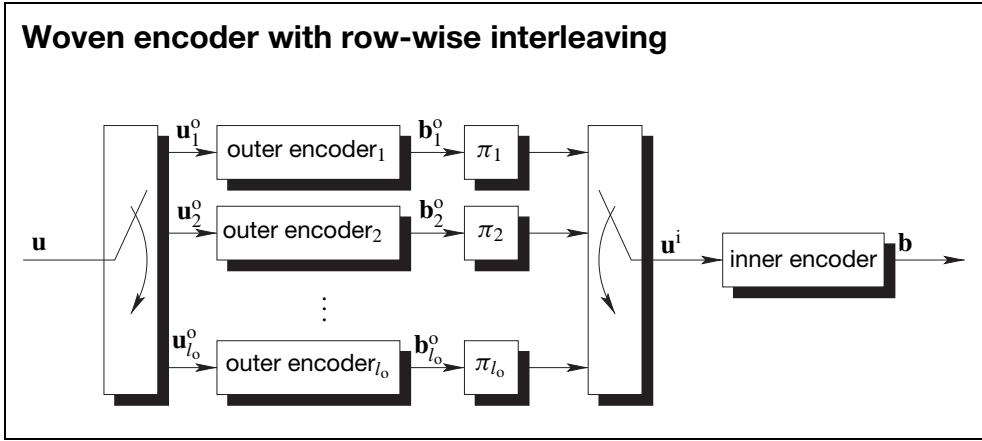 Woven encoder with row-wise interleaving
u
u₁ᵒ
outer encoder₁
b₁ᵒ
π₁
u₂ᵒ
outer encoder₂
b₂ᵒ
π₂
uⁱ
inner encoder
b
⋮
u_{l_o}^o
outer encoder_{l_o}
b_{l_o}^o
π_{l_o}